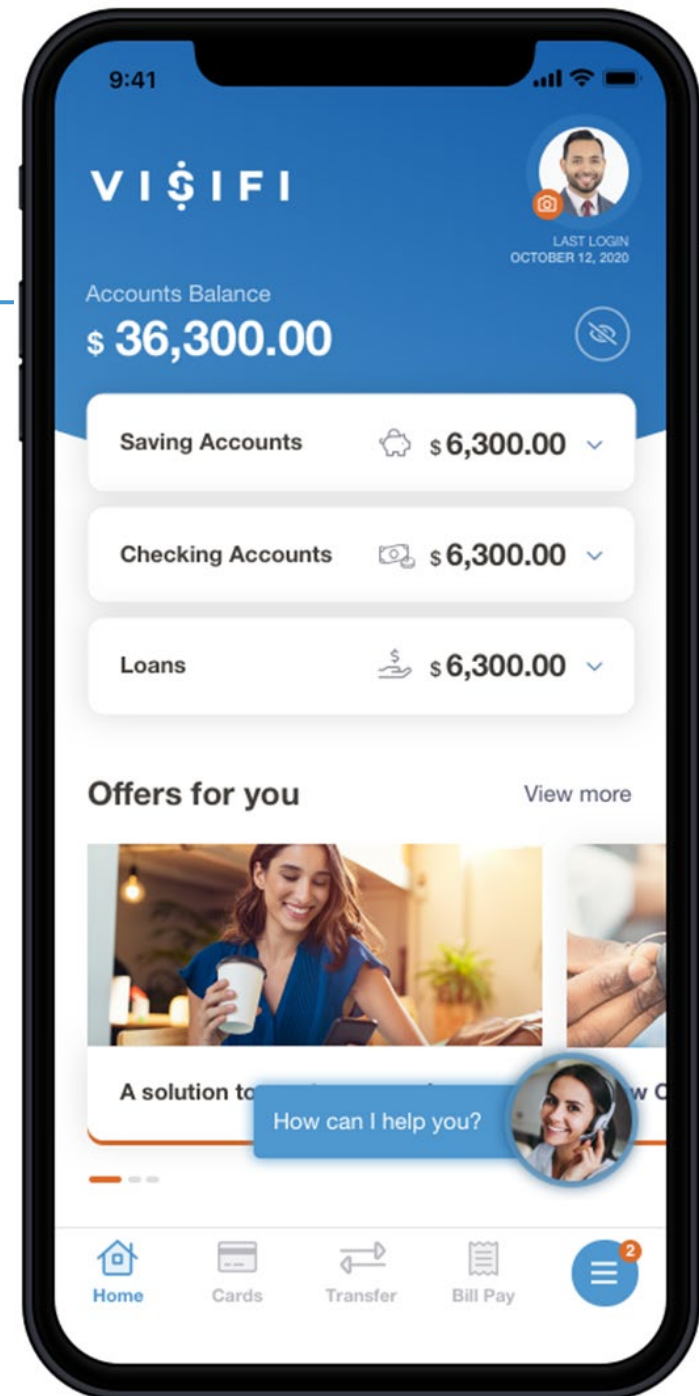 9:41
VISIFI
LAST LOGIN
OCTOBER 12, 2020
Accounts Balance
$ 36,300.00
Saving Accounts $ 6,300.00
Checking Accounts $ 6,300.00
Loans $ 6,300.00
Offers for you View more
A solution to
How can I help you?
2
Home Cards Transfer Bill Pay